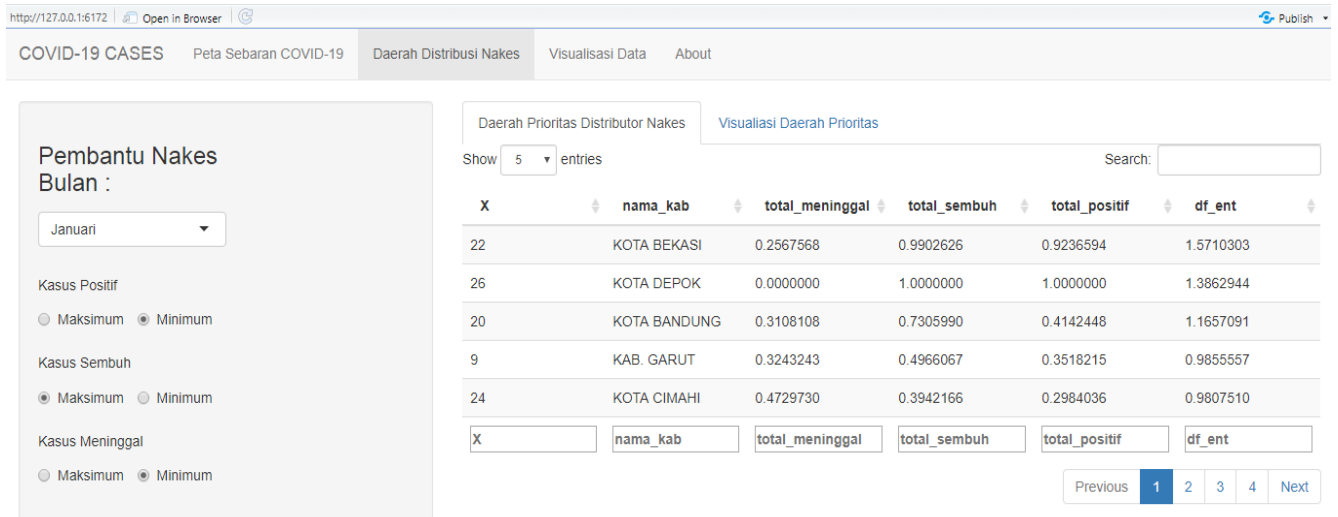 http://127.0.0.1:6172 Open in Browser Publish
COVID-19 CASES Peta Sebaran COVID-19 Daerah Distribusi Nakes Visualisasi Data About
Pembantu Nakes
Bulan :
Januari
Kasus Positif
Maksimum Minimum
Kasus Sembuh
Maksimum Minimum
Kasus Meninggal
Maksimum Minimum
Daerah Prioritas Distributor Nakes Visualiasi Daerah Prioritas
Show 5 entries Search:
X nama_kab total_meninggal total_sembuh total_positif df_ent
22 KOTA BEKASI 0.2567568 0.9902626 0.9236594 1.5710303
26 KOTA DEPOK 0.0000000 1.0000000 1.0000000 1.3862944
20 KOTA BANDUNG 0.3108108 0.7305990 0.4142448 1.1657091
9 KAB. GARUT 0.3243243 0.4966067 0.3518215 0.9855557
24 KOTA CIMAHI 0.4729730 0.3942166 0.2984036 0.9807510
X nama_kab total_meninggal total_sembuh total_positif df_ent
Previous 1 2 3 4 Next